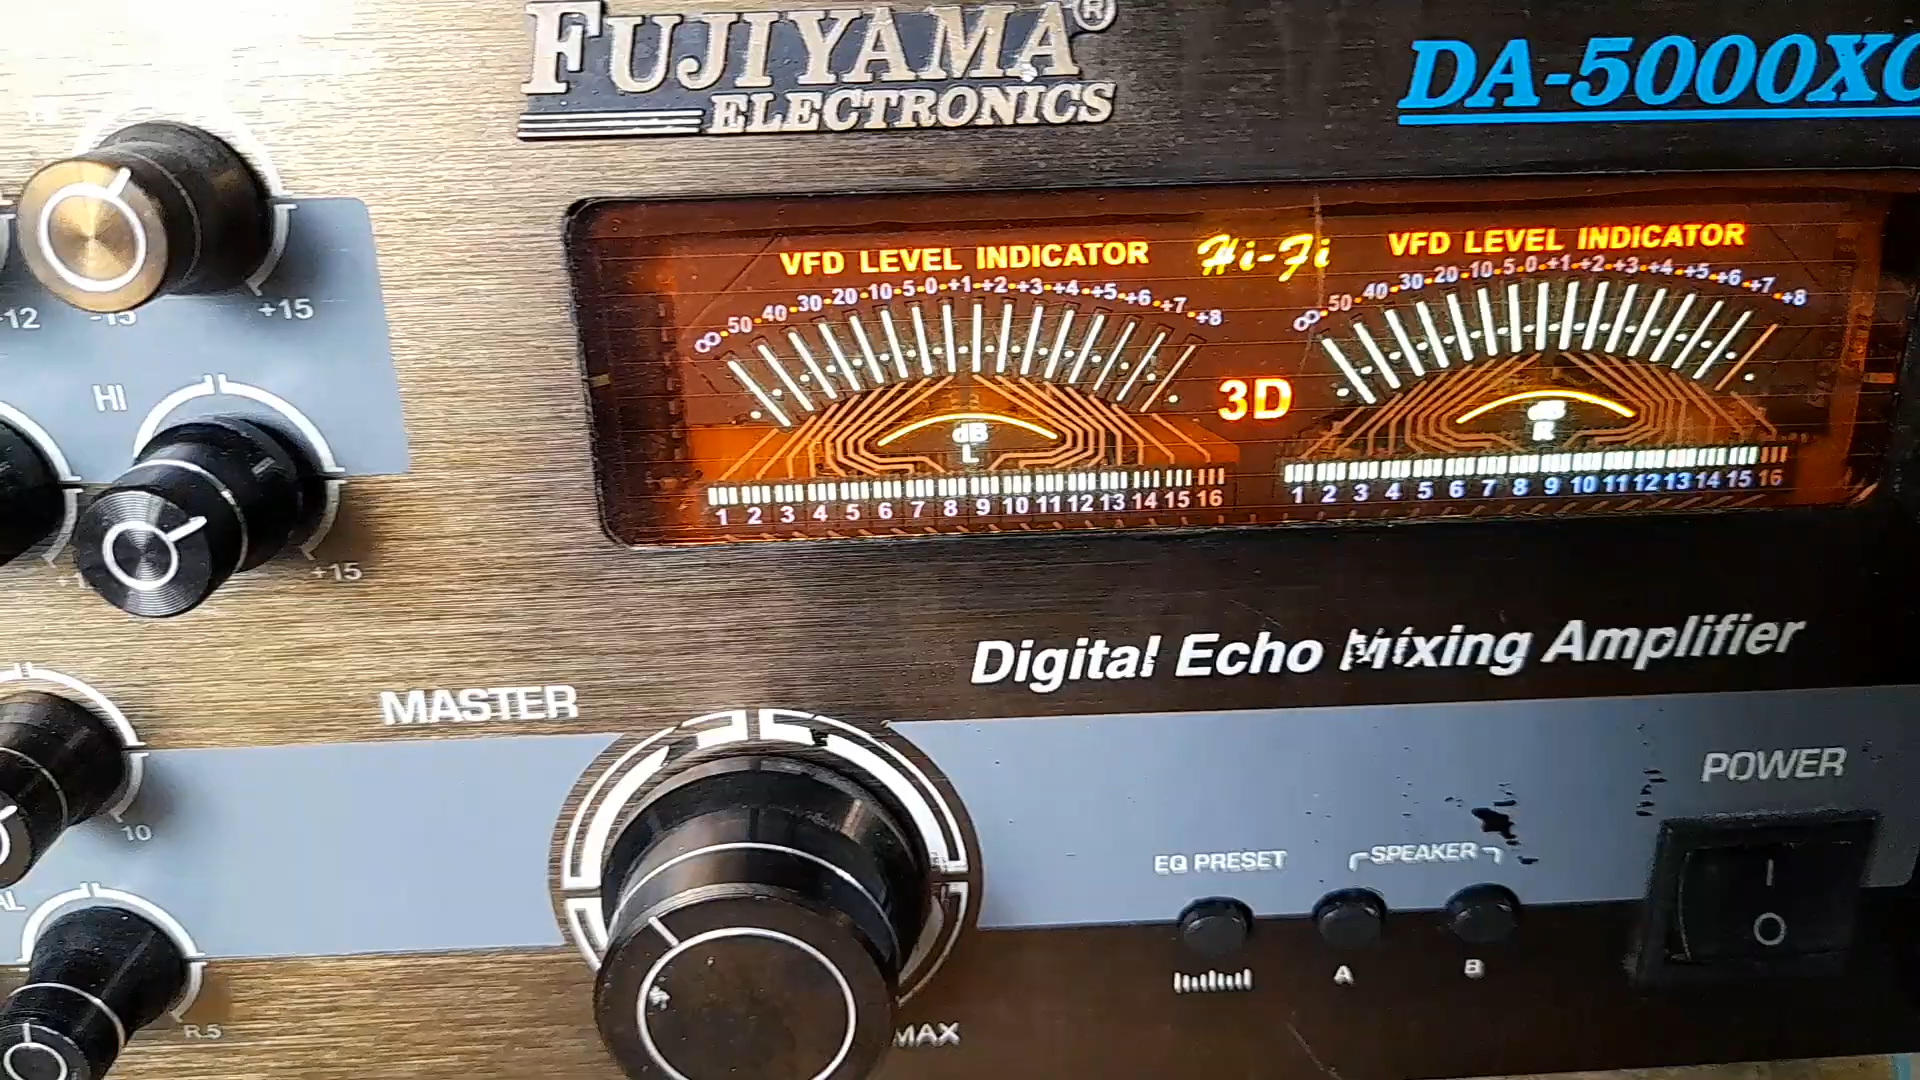 FUJIYAMA®
ELECTRONICS
DA-5000XC
VFD LEVEL INDICATOR
Hi-Fi
VFD LEVEL INDICATOR
∞ -50 -40 -30 -20 -10 -5 -0 +1 +2 +3 +4 +5 +6 +7 +8
∞ -50 -40 -30 -20 -10 -5 -0 +1 +2 +3 +4 +5 +6 +7 +8
3D
dB
L
dB
R
1 2 3 4 5 6 7 8 9 10 11 12 13 14 15 16
1 2 3 4 5 6 7 8 9 10 11 12 13 14 15 16
-15
+15
HI
+15
Digital Echo Mixing Amplifier
MASTER
POWER
10
EQ PRESET
SPEAKER
I
O
A
B
R.5
MAX